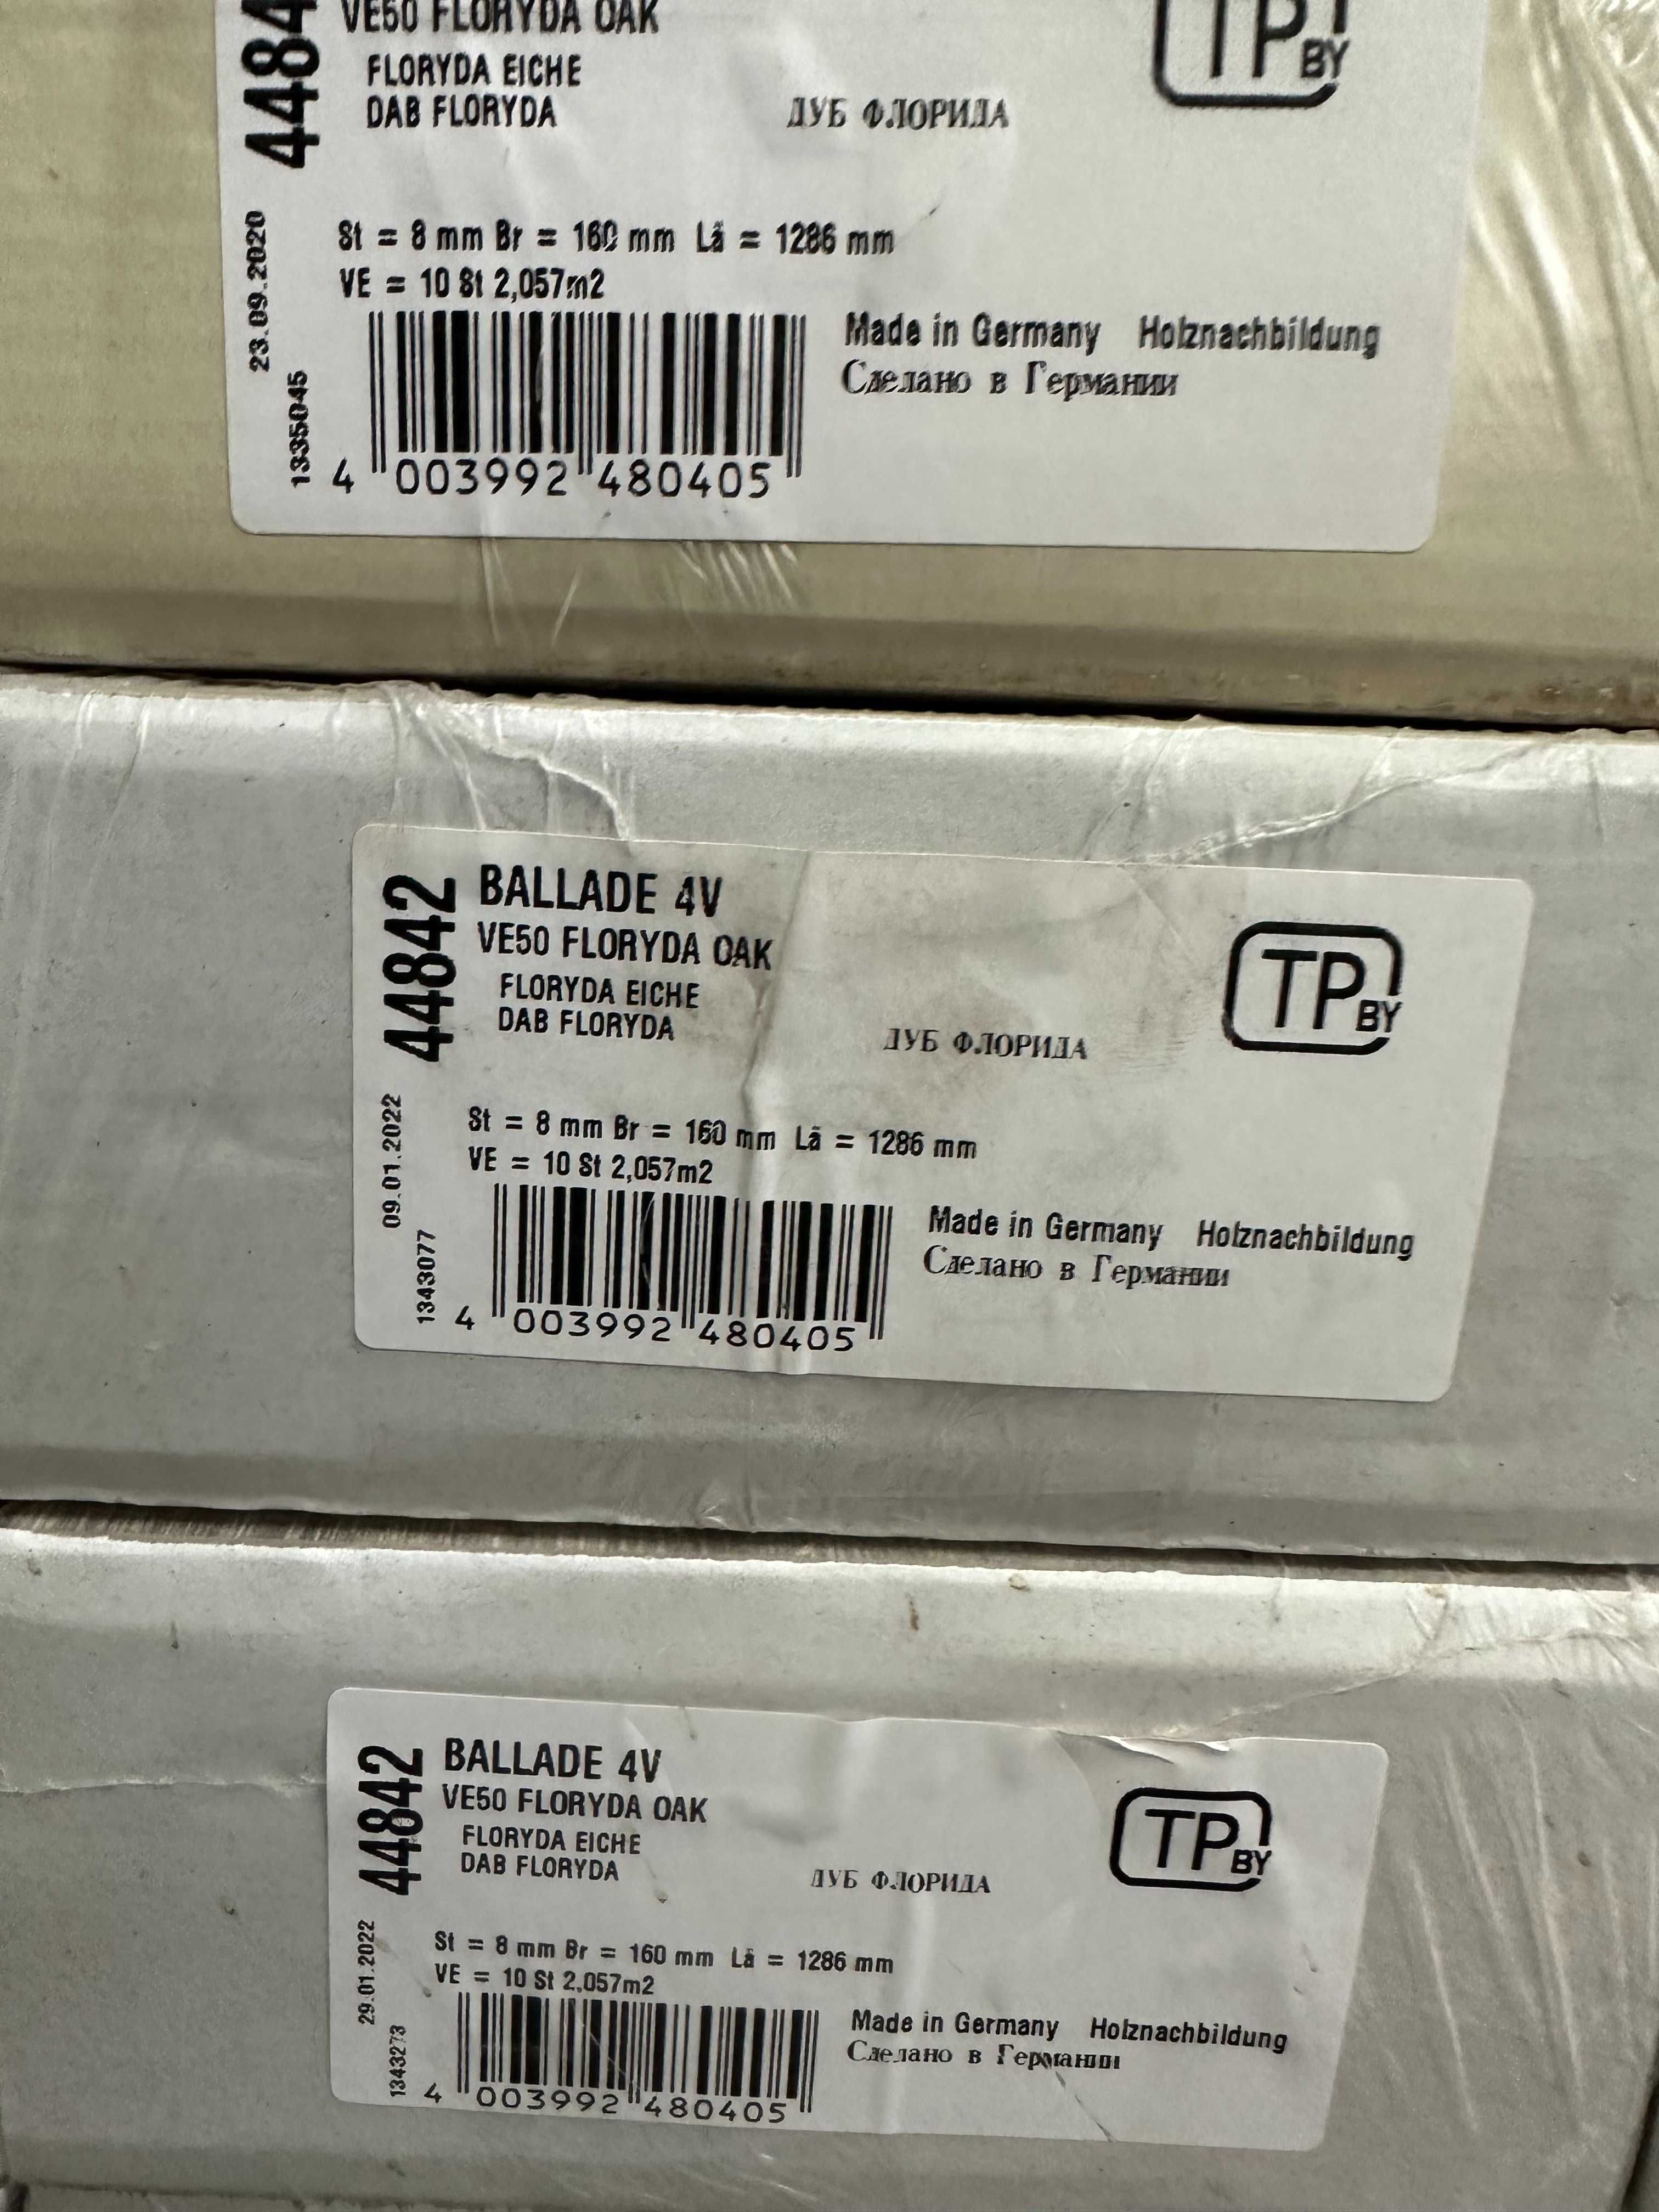 VE50 FLORYDA OAK
FLORYDA EICHE
DAB FLORYDA
ДУБ ФЛОРИДА
TP BY
4484
23.09.2020
1335045
St = 8 mm Br = 160 mm Lä = 1286 mm
VE = 10 St 2,057m2
Made in Germany Holznachbildung
Сделано в Германии
4 003992 480405
44842
BALLADE 4V
VE50 FLORYDA OAK
FLORYDA EICHE
DAB FLORYDA
ДУБ ФЛОРИДА
TP BY
09.01.2022
1343077
St = 8 mm Br = 160 mm Lä = 1286 mm
VE = 10 St 2,057m2
Made in Germany Holznachbildung
Сделано в Германии
4 003992 480405
44842
BALLADE 4V
VE50 FLORYDA OAK
FLORYDA EICHE
DAB FLORYDA
ДУБ ФЛОРИДА
TP BY
29.01.2022
1343273
St = 8 mm Br = 160 mm Lä = 1286 mm
VE = 10 St 2,057m2
Made in Germany Holznachbildung
Сделано в Германии
4 003992 480405